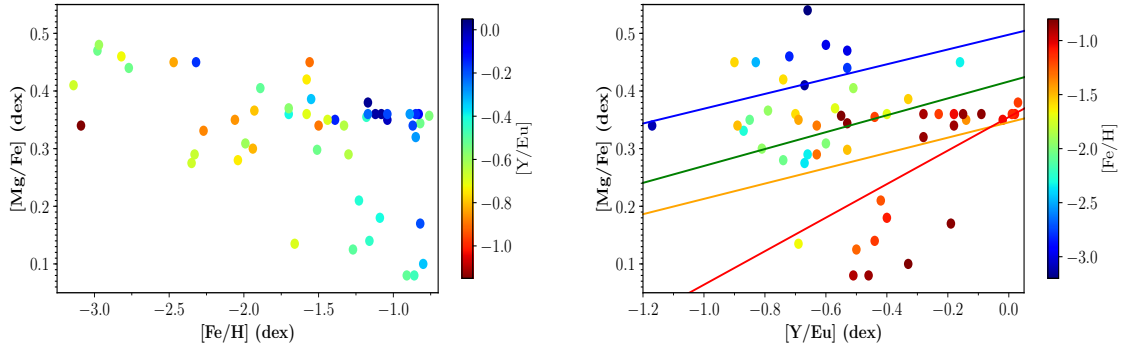 0.5
0.4
0.3
0.2
0.1
[Mg/Fe] (dex)
−3.0 −2.5 −2.0 −1.5 −1.0
[Fe/H] (dex)
0.0
−0.2
−0.4
−0.6
−0.8
−1.0
[Y/Eu]
0.5
0.4
0.3
0.2
0.1
[Mg/Fe] (dex)
−1.2 −1.0 −0.8 −0.6 −0.4 −0.2 0.0
[Y/Eu] (dex)
−1.0
−1.5
−2.0
−2.5
−3.0
[Fe/H]